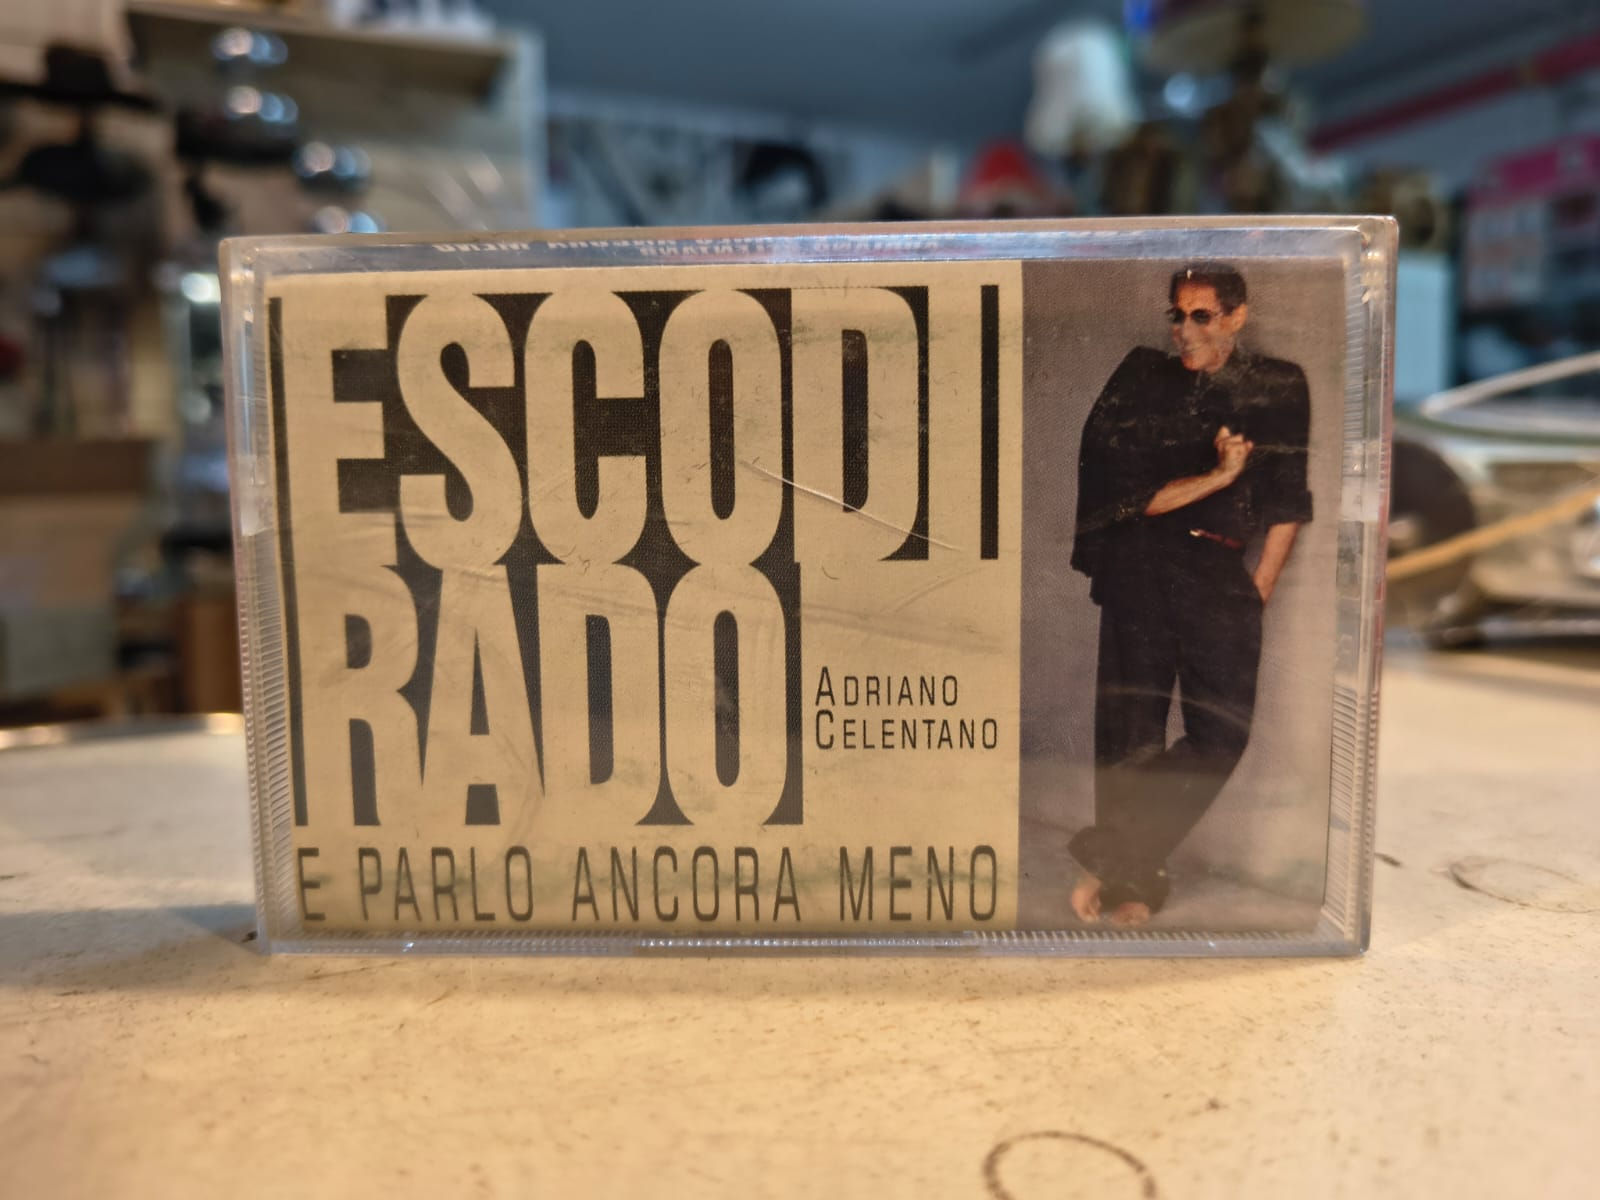 ESCO DI
RADO
ADRIANO
CELENTANO
E PARLO ANCORA MENO